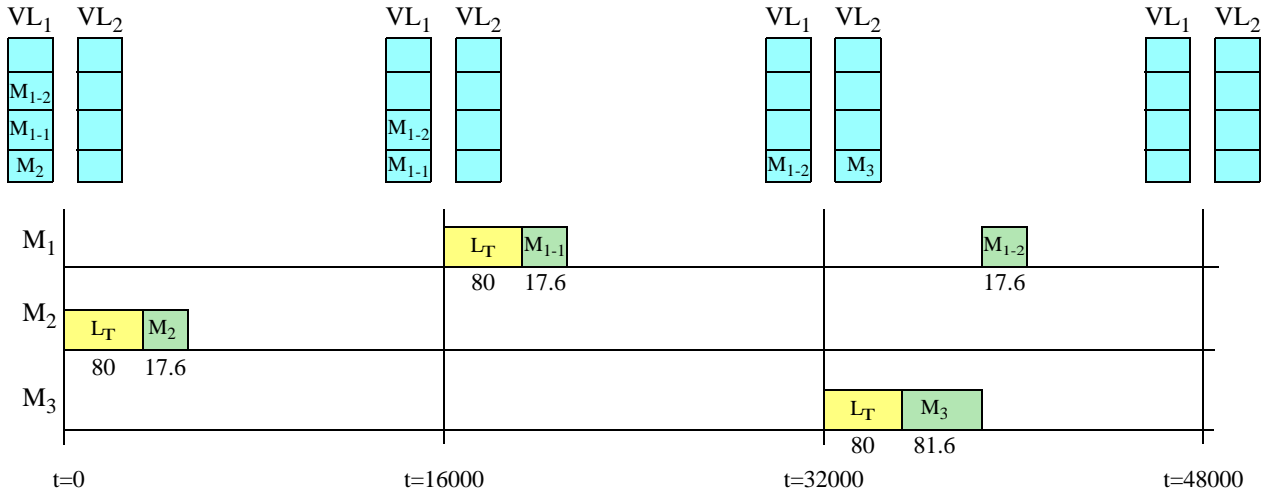 VL1 VL2 VL1 VL2 VL1 VL2 VL1 VL2
M1-2
M1-1 M1-2
M2 M1-1 M1-2 M3
M1 LT M1-1 M1-2
80 17.6 17.6
M2 LT M2
80 17.6
M3 LT M3
80 81.6
t=0 t=16000 t=32000 t=48000